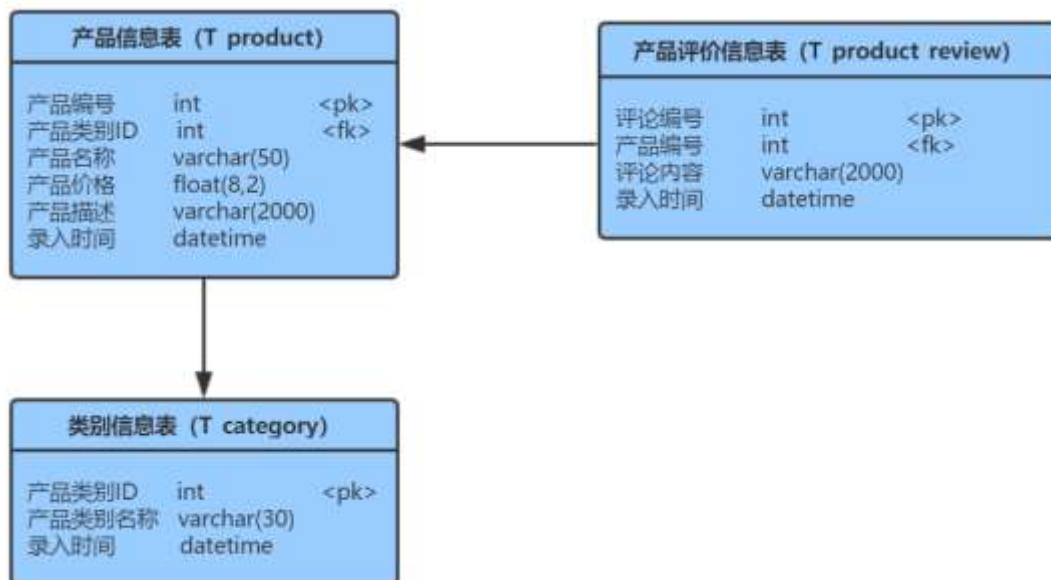 产品信息表（T product）
产品编号 int <pk>
产品类别ID int <fk>
产品名称 varchar(50)
产品价格 float(8,2)
产品描述 varchar(2000)
录入时间 datetime
产品评价信息表（T product review）
评论编号 int <pk>
产品编号 int <fk>
评论内容 varchar(2000)
录入时间 datetime
类别信息表（T category）
产品类别ID int <pk>
产品类别名称 varchar(30)
录入时间 datetime